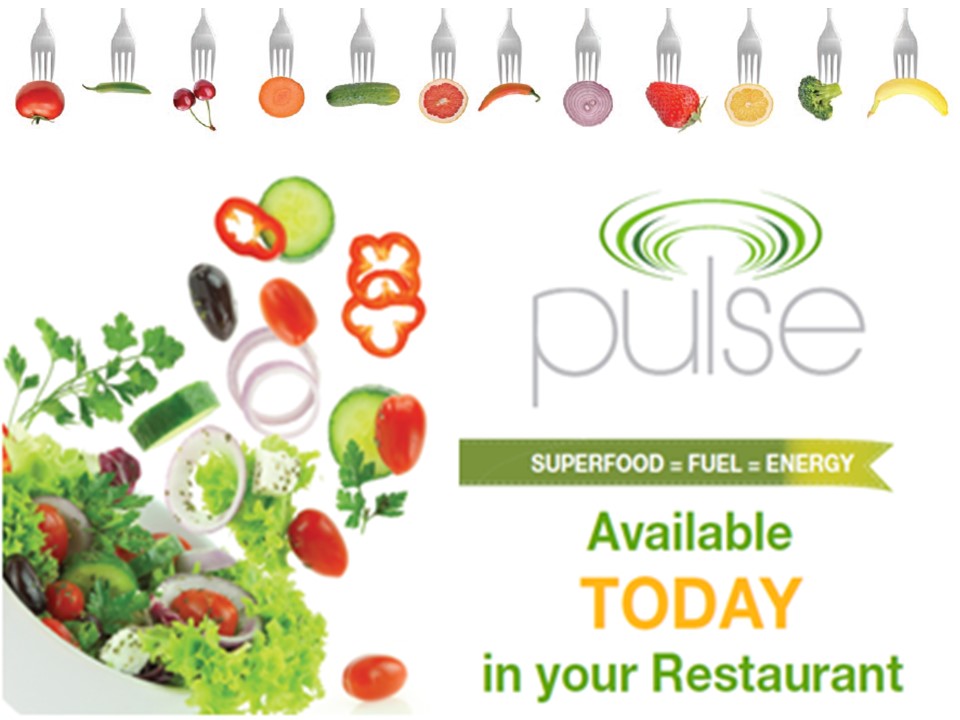 pulse
SUPERFOOD = FUEL = ENERGY
Available
TODAY
in your Restaurant